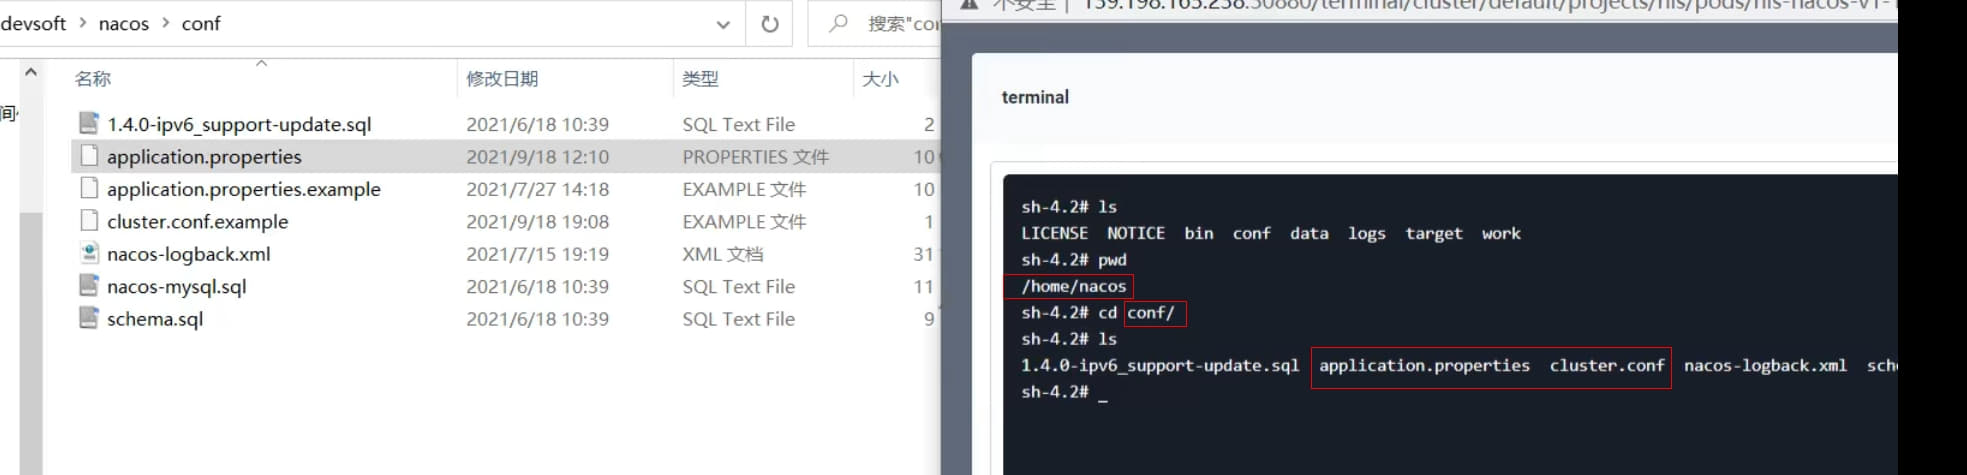 devsoft > nacos > conf
搜索"con
名称 修改日期 类型 大小
间
1.4.0-ipv6_support-update.sql 2021/6/18 10:39 SQL Text File 2
application.properties 2021/9/18 12:10 PROPERTIES 文件 10
application.properties.example 2021/7/27 14:18 EXAMPLE 文件 10
cluster.conf.example 2021/9/18 19:08 EXAMPLE 文件 1
nacos-logback.xml 2021/7/15 19:19 XML 文档 31
nacos-mysql.sql 2021/6/18 10:39 SQL Text File 11
schema.sql 2021/6/18 10:39 SQL Text File 9
不安全 | 139.198.165.238:30880/terminal/cluster/default/projects/his/pods/his-nacos-v1-1
terminal
sh-4.2# ls
LICENSE NOTICE bin conf data logs target work
sh-4.2# pwd
/home/nacos
sh-4.2# cd conf/
sh-4.2# ls
1.4.0-ipv6_support-update.sql application.properties cluster.conf nacos-logback.xml sche
sh-4.2# _